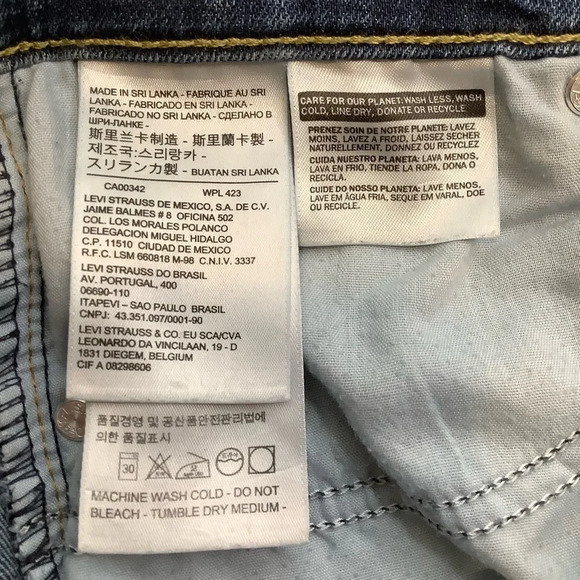 MADE IN SRI LANKA - FABRIQUE AU SRI
LANKA - FABRICADO EN SRI LANKA -
FABRICADO NO SRI LANKA - СДЕЛАНО В
ШРИ-ЛАНКЕ -
斯里兰卡制造 - 斯里蘭卡製 -
제조국:스리랑카 -
スリランカ製 - BUATAN SRI LANKA
CA00342 WPL 423
LEVI STRAUSS DE MEXICO, S.A. DE C.V.
JAIME BALMES # 8 OFICINA 502
COL. LOS MORALES POLANCO
DELEGACION MIGUEL HIDALGO
C.P. 11510 CIUDAD DE MEXICO
R.F.C. LSM 660818 M-98 C.N.I.V. 3337
LEVI STRAUSS DO BRASIL
AV. PORTUGAL, 400
06690-110
ITAPEVI – SAO PAULO BRASIL
CNPJ: 43.351.097/0001-90
LEVI STRAUSS & CO. EU SCA/CVA
LEONARDO DA VINCILAAN, 19 - D
1831 DIEGEM, BELGIUM
CIF A 08298606
품질경영 및 공산품안전관리법에
의한 품질표시
30
MACHINE WASH COLD - DO NOT
BLEACH - TUMBLE DRY MEDIUM -
CARE FOR OUR PLANET: WASH LESS, WASH
COLD, LINE DRY, DONATE OR RECYCLE
PRENEZ SOIN DE NOTRE PLANETE: LAVEZ
MOINS, LAVEZ A FROID, LAISSEZ SECHER
NATURELLEMENT, DONNEZ OU RECYCLEZ
CUIDA NUESTRO PLANETA: LAVA MENOS,
LAVA EN FRIO, TIENDE LA ROPA, DONA O
RECICLA
CUIDE DO NOSSO PLANETA: LAVE MENOS,
LAVE EM ÁGUA FRIA, SEQUE EM VARAL, DOE
OU RECICLE.